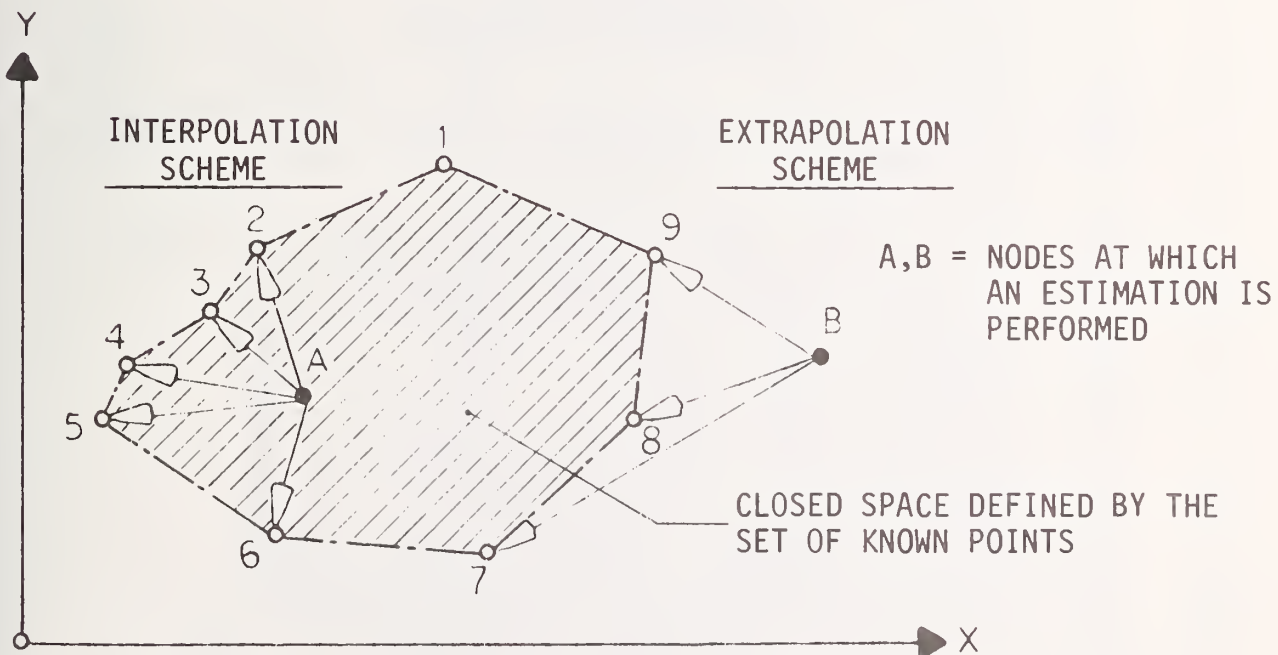 Y
INTERPOLATION
SCHEME
1
EXTRAPOLATION
SCHEME
2
9
A,B = NODES AT WHICH
AN ESTIMATION IS
PERFORMED
3
B
4
A
5
8
CLOSED SPACE DEFINED BY THE
SET OF KNOWN POINTS
6
7
X